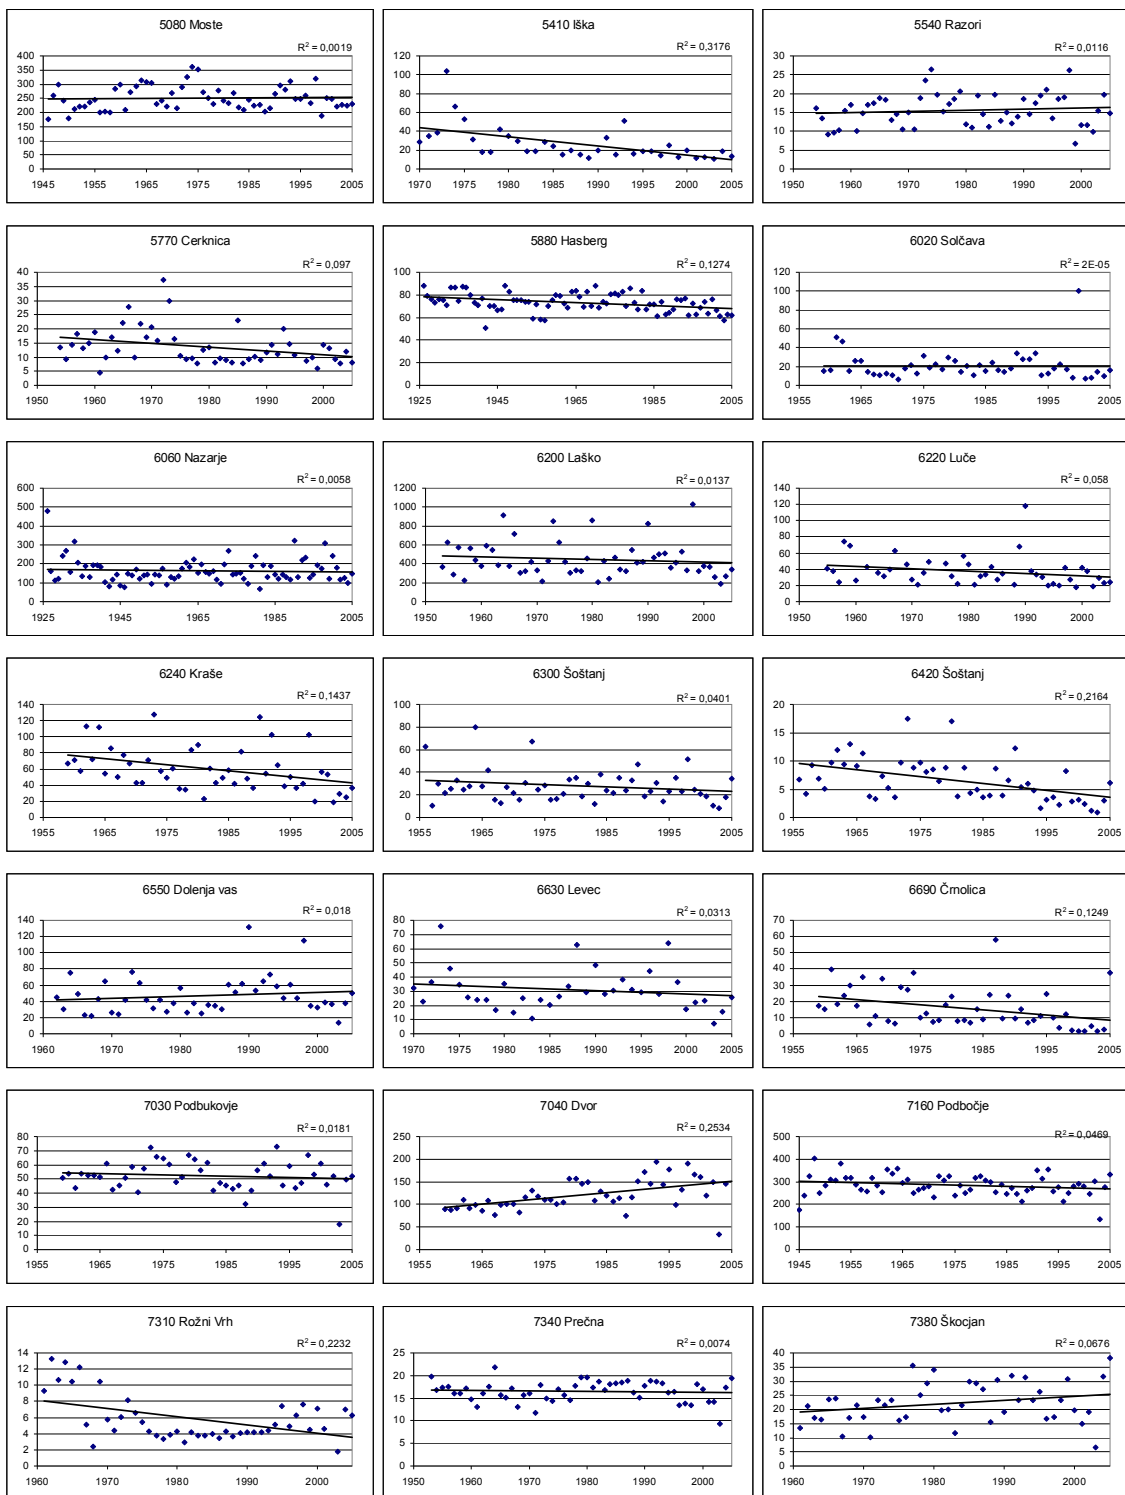 5080 Moste
R² = 0,0019
400
350
300
250
200
150
100
50
0
1945 1955 1965 1975 1985 1995 2005
5410 Iška
R² = 0,3176
120
100
80
60
40
20
0
1970 1975 1980 1985 1990 1995 2000 2005
5540 Razori
R² = 0,0116
30
25
20
15
10
5
0
1950 1960 1970 1980 1990 2000
5770 Cerknica
R² = 0,097
40
35
30
25
20
15
10
5
0
1950 1960 1970 1980 1990 2000
5880 Hasberg
R² = 0,1274
100
80
60
40
20
0
1925 1945 1965 1985 2005
6020 Solčava
R² = 2E-05
120
100
80
60
40
20
0
1955 1965 1975 1985 1995 2005
6060 Nazarje
R² = 0,0058
600
500
400
300
200
100
0
1925 1945 1965 1985 2005
6200 Laško
R² = 0,0137
1200
1000
800
600
400
200
0
1950 1960 1970 1980 1990 2000
6220 Luče
R² = 0,058
140
120
100
80
60
40
20
0
1950 1960 1970 1980 1990 2000
6240 Kraše
R² = 0,1437
140
120
100
80
60
40
20
0
1955 1965 1975 1985 1995 2005
6300 Šoštanj
R² = 0,0401
100
80
60
40
20
0
1955 1965 1975 1985 1995 2005
6420 Šoštanj
R² = 0,2164
20
15
10
5
0
1955 1965 1975 1985 1995 2005
6550 Dolenja vas
R² = 0,018
140
120
100
80
60
40
20
0
1960 1970 1980 1990 2000
6630 Levec
R² = 0,0313
80
70
60
50
40
30
20
10
0
1970 1975 1980 1985 1990 1995 2000 2005
6690 Črnolica
R² = 0,1249
70
60
50
40
30
20
10
0
1955 1965 1975 1985 1995 2005
7030 Podbukovje
R² = 0,0181
80
70
60
50
40
30
20
10
0
1955 1965 1975 1985 1995 2005
7040 Dvor
R² = 0,2534
250
200
150
100
50
0
1955 1965 1975 1985 1995 2005
7160 Podbočje
R² = 0,0469
500
400
300
200
100
0
1945 1955 1965 1975 1985 1995 2005
7310 Rožni Vrh
R² = 0,2232
14
12
10
8
6
4
2
0
1961 1971 1981 1991 2001
7340 Prečna
R² = 0,0074
25
20
15
10
5
0
1950 1960 1970 1980 1990 2000
7380 Škocjan
R² = 0,0676
40
35
30
25
20
15
10
5
0
1960 1970 1980 1990 2000